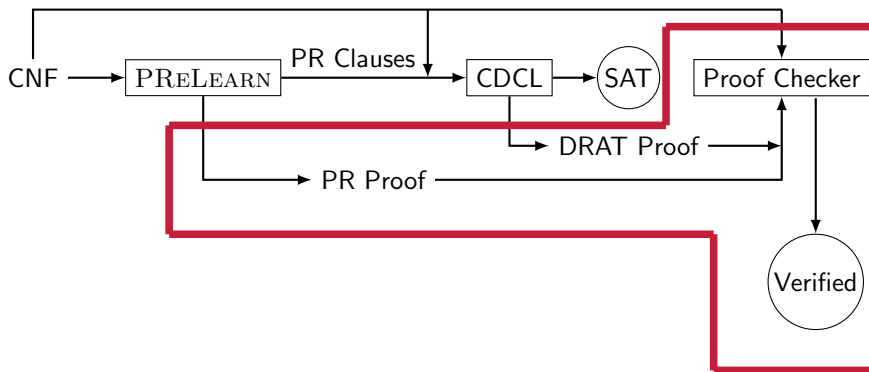 PR Clauses
CNF
PReLearn
CDCL
SAT
Proof Checker
DRAT Proof
PR Proof
Verified